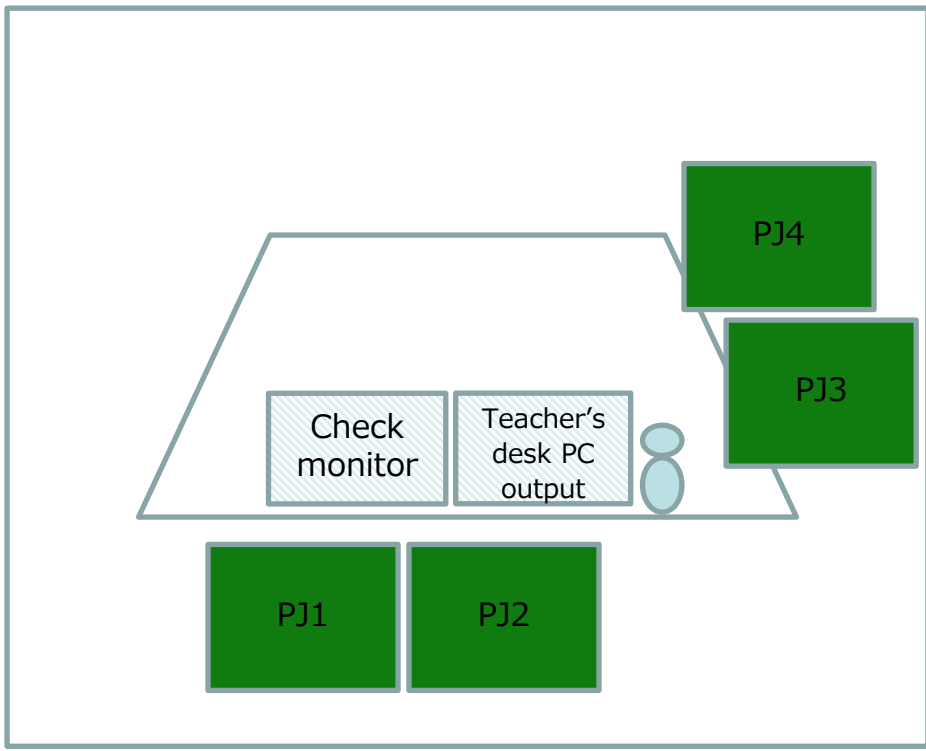 PJ4
PJ3
Check
monitor
Teacher’s
desk PC
output
PJ1
PJ2